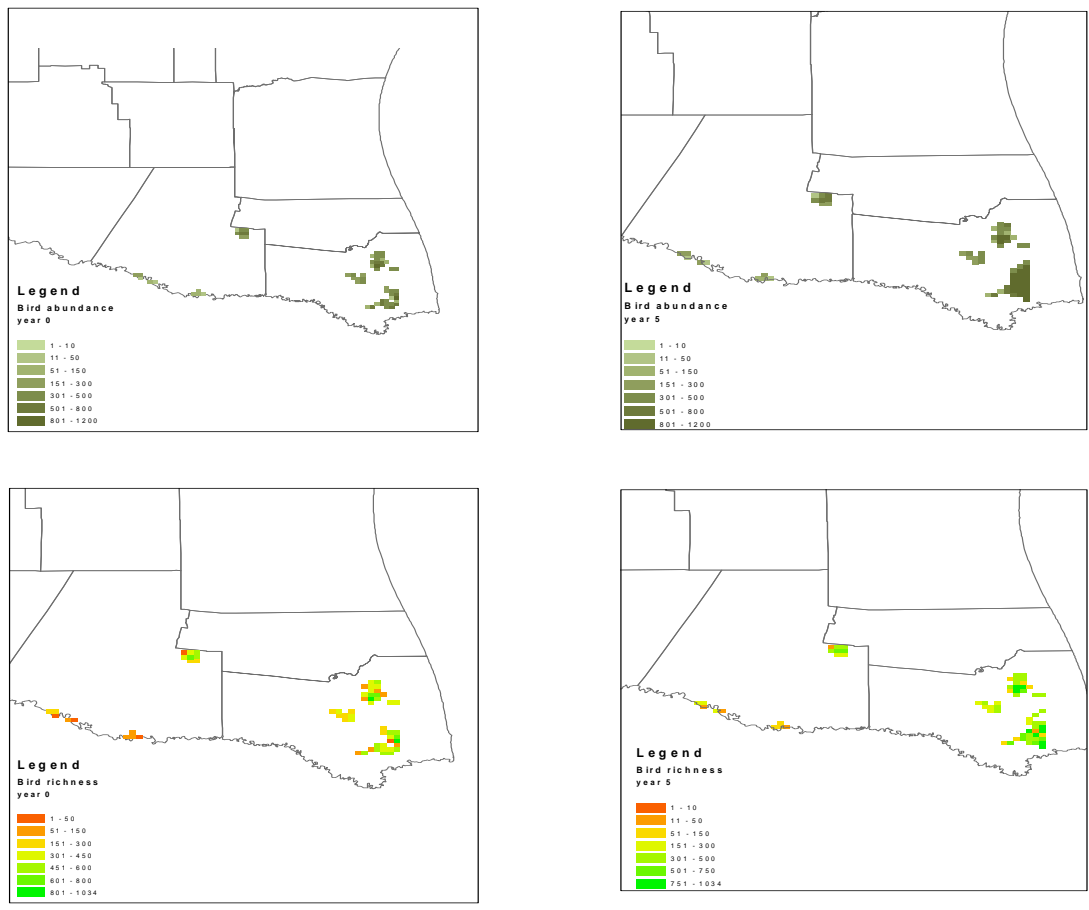 Legend
Bird abundance
year 0
1 - 10
11 - 50
51 - 150
151 - 300
301 - 500
501 - 800
801 - 1200
Legend
Bird abundance
year 5
1 - 10
11 - 50
51 - 150
151 - 300
301 - 500
501 - 800
801 - 1200
Legend
Bird richness
year 0
1 - 50
51 - 150
151 - 300
301 - 450
451 - 600
601 - 800
801 - 1034
Legend
Bird richness
year 5
1 - 10
11 - 50
51 - 150
151 - 300
301 - 500
501 - 750
751 - 1034